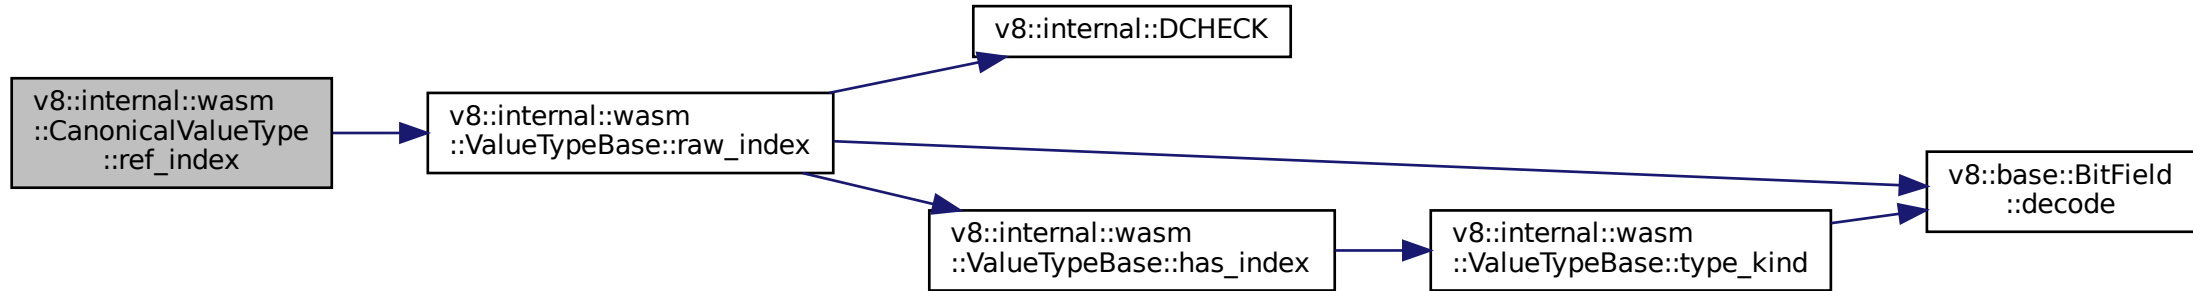 v8::internal::wasm
::CanonicalValueType
::ref_index
v8::internal::wasm
::ValueTypeBase::raw_index
v8::internal::DCHECK
v8::internal::wasm
::ValueTypeBase::has_index
v8::internal::wasm
::ValueTypeBase::type_kind
v8::base::BitField
::decode